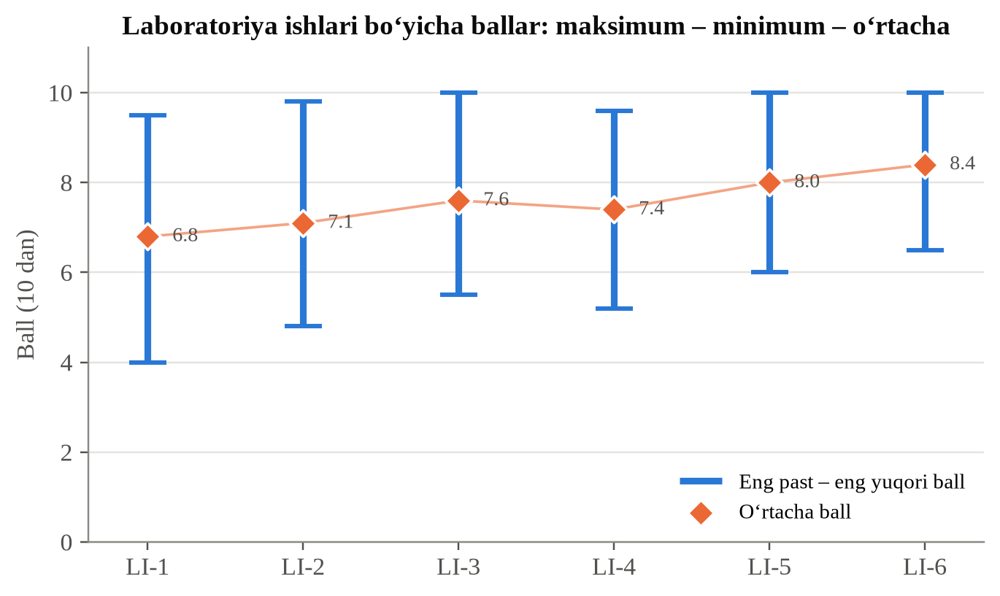 Laboratoriya ishlari bo‘yicha ballar: maksimum – minimum – o‘rtacha
Ball (10 dan)
10
8
6
4
2
0
6.8
7.1
7.6
7.4
8.0
8.4
Eng past – eng yuqori ball
O‘rtacha ball
LI-1
LI-2
LI-3
LI-4
LI-5
LI-6